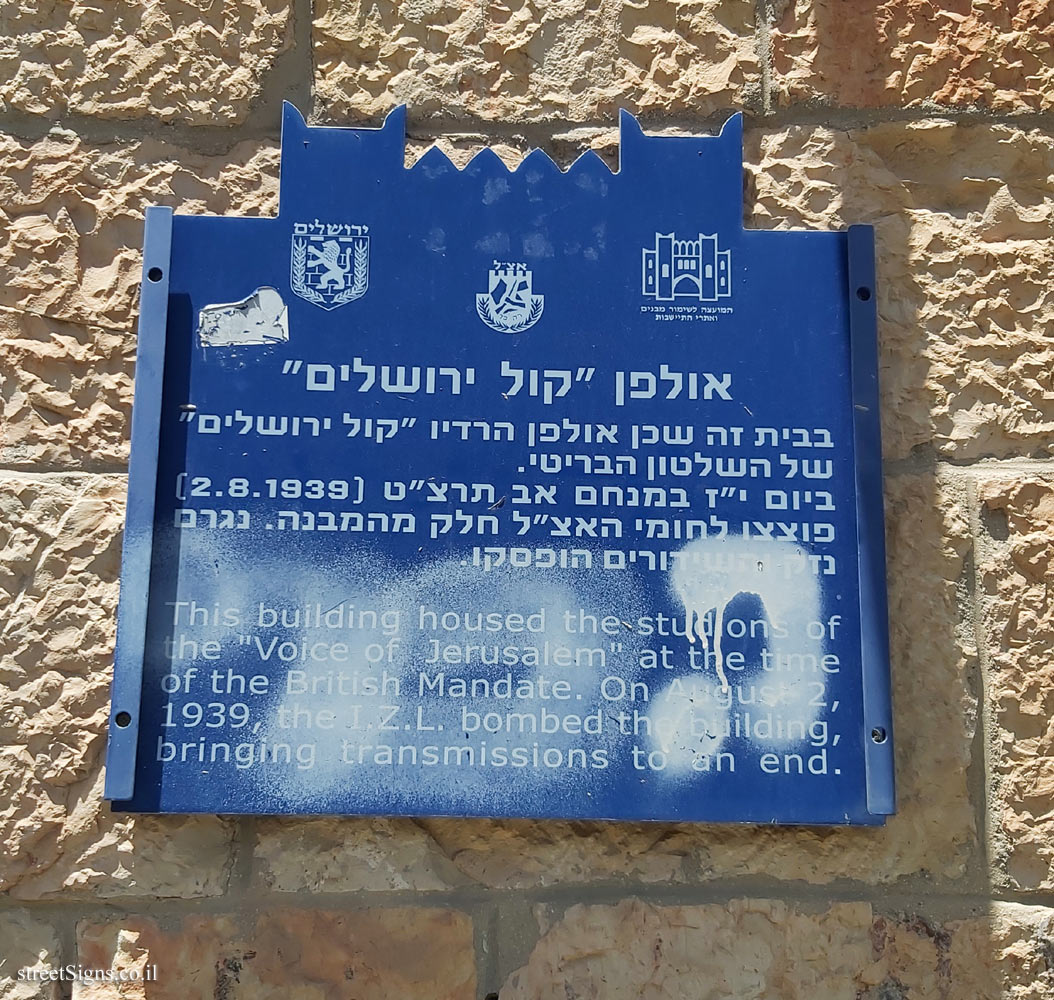 ירושלים
אצ"ל
המועצה לשימור מבנים
ואתרי התיישבות
אולפן "קול ירושלים"
בבית זה שכן אולפן הרדיו "קול ירושלים"
של השלטון הבריטי.
ביום י"ז במנחם אב תרצ"ט (2.8.1939)
פוצצו לחומי האצ"ל חלק מהמבנה. נגרם
נזק והשידורים הופסקו.
This building housed the studions of
the "Voice of Jerusalem" at the time
of the British Mandate. On August 2,
1939, the I.Z.L. bombed the building,
bringing transmissions to an end.
streetSigns.co.il